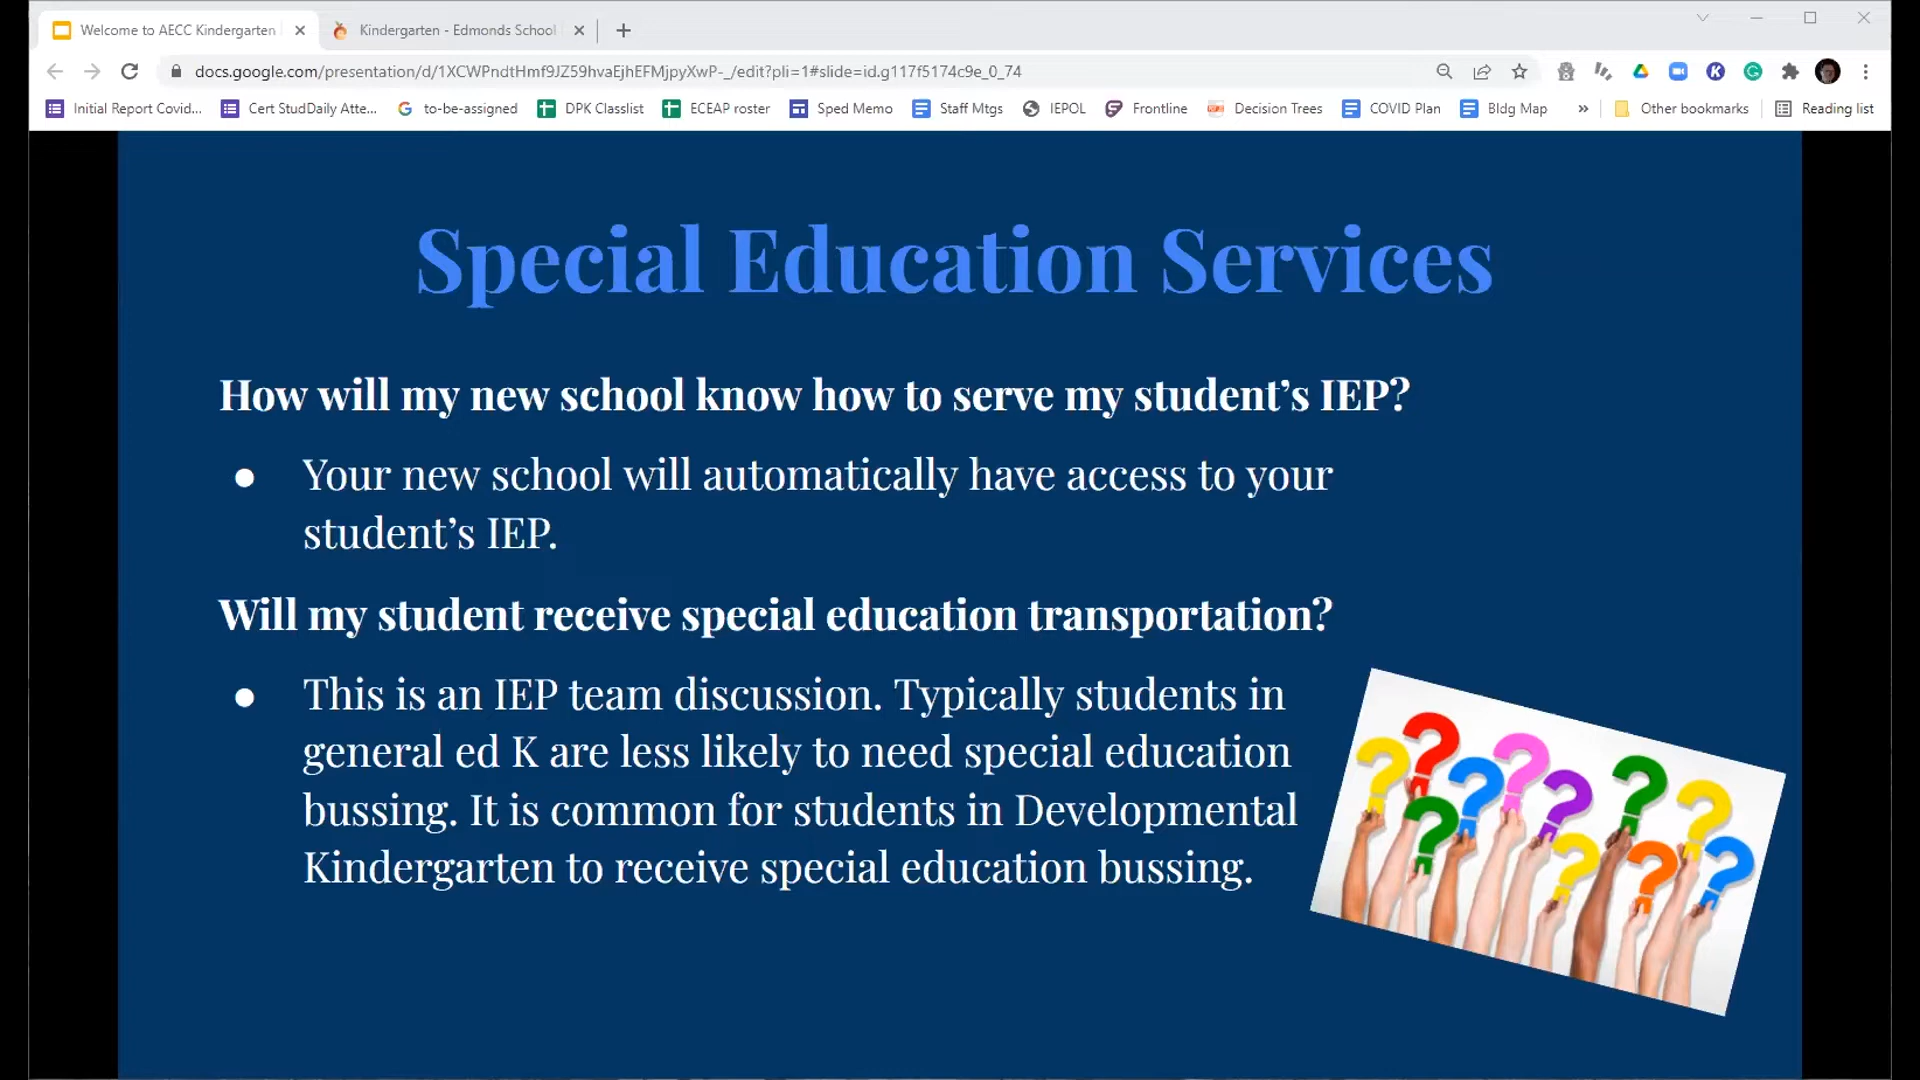 Welcome to AECC Kindergarten
Kindergarten - Edmonds School
docs.google.com/presentation/d/1XCWPndtHmf9JZ59hvaEjhEFMjpyXwP-_/edit?pli=1#slide=id.g117f5174c9e_0_74
Initial Report Covid... Cert StudDaily Atte... to-be-assigned DPK Classlist ECEAP roster Sped Memo Staff Mtgs IEPOL Frontline Decision Trees COVID Plan Bldg Map » Other bookmarks Reading list
Special Education Services
How will my new school know how to serve my student’s IEP?
● Your new school will automatically have access to your
student’s IEP.
Will my student receive special education transportation?
● This is an IEP team discussion. Typically students in
general ed K are less likely to need special education
bussing. It is common for students in Developmental
Kindergarten to receive special education bussing.